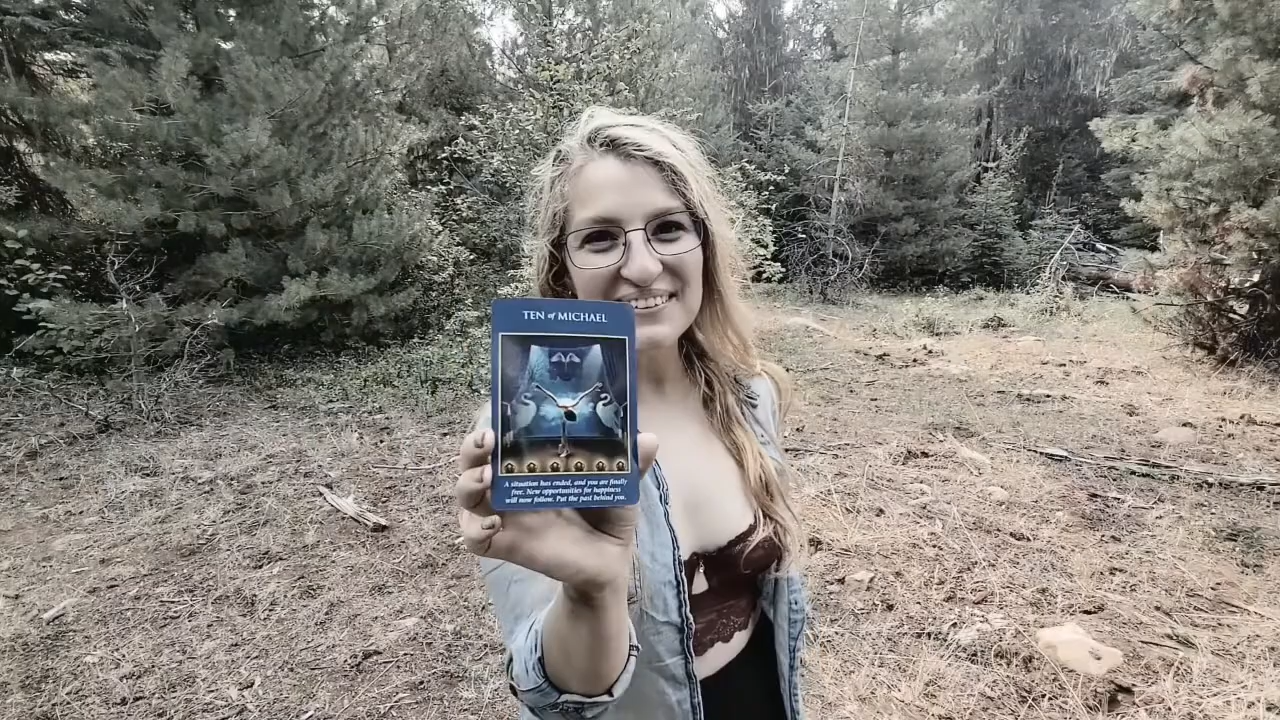 TEN of MICHAEL
A situation has ended, and you are finally
free. New opportunities for happiness
will now follow. Put the past behind you.